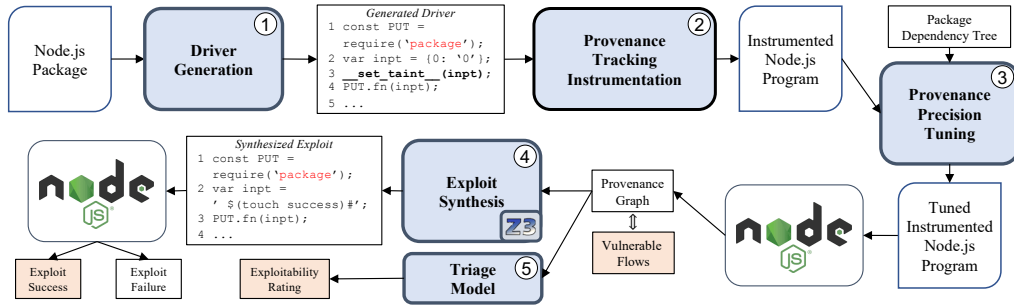 Node.js
Package
1
Driver
Generation
Generated Driver
1 const PUT =
require('package');
2 var inpt = {0: '0'};
3 __set_taint__(inpt);
4 PUT.fn(inpt);
5 ...
2
Provenance
Tracking
Instrumentation
Instrumented
Node.js
Program
Package
Dependency Tree
3
Provenance
Precision
Tuning
Tuned
Instrumented
Node.js
Program
node
JS®
Provenance
Graph
⇕
Vulnerable
Flows
4
Exploit
Synthesis
Z3
5
Triage
Model
Exploitability
Rating
Synthesized Exploit
1 const PUT =
require('package');
2 var inpt =
' $(touch success)#';
3 PUT.fn(inpt);
4 ...
node
JS®
Exploit
Success
Exploit
Failure